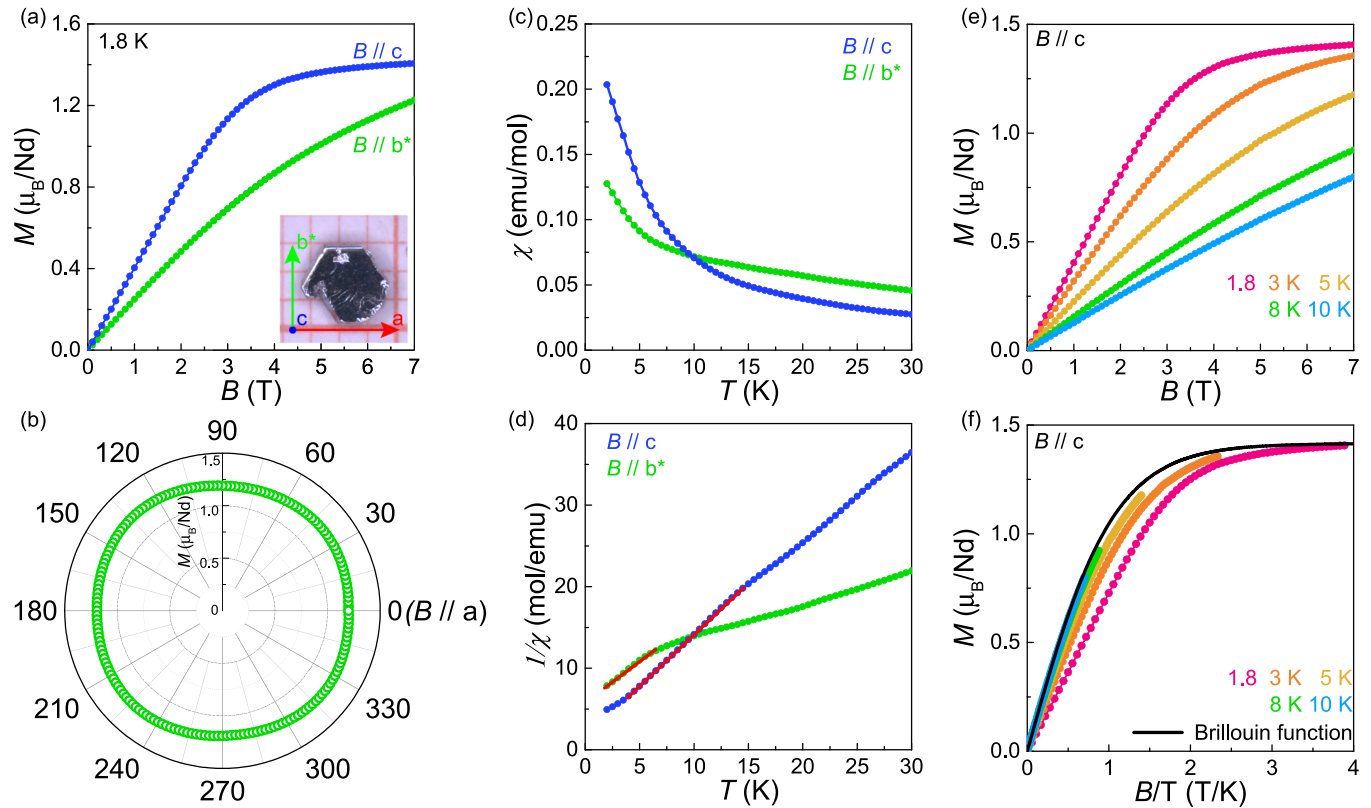 (a)
1.8 K
B // c
B // b*
b*
c
a
1.6
1.2
0.8
0.4
0.0
M (μB/Nd)
0 1 2 3 4 5 6 7
B (T)
(b)
90
120 60
150 30
180 0(B // a)
210 330
240 300
270
1.5
1.0
0.5
0
M (μB/Nd)
(c)
B // c
B // b*
0.25
0.20
0.15
0.10
0.05
0.00
χ (emu/mol)
0 5 10 15 20 25 30
T (K)
(d)
B // c
B // b*
40
30
20
10
0
1/χ (mol/emu)
0 5 10 15 20 25 30
T (K)
(e)
B // c
1.5
1.0
0.5
0.0
M (μB/Nd)
1.8 3 K 5 K
8 K 10 K
0 1 2 3 4 5 6 7
B (T)
(f)
B // c
1.5
1.0
0.5
0.0
M (μB/Nd)
1.8 3 K 5 K
8 K 10 K
Brillouin function
0 1 2 3 4
B/T (T/K)